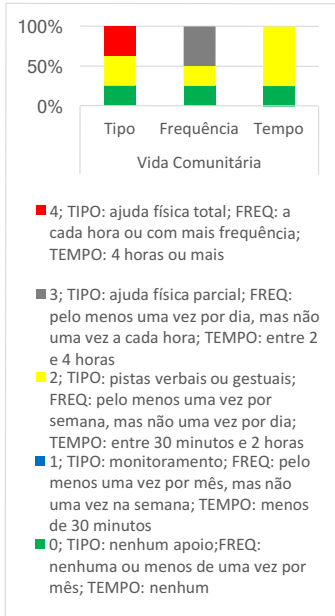 100%
50%
0%
Tipo Frequência Tempo
Vida Comunitária
4; TIPO: ajuda física total; FREQ: a
cada hora ou com mais frequência;
TEMPO: 4 horas ou mais
3; TIPO: ajuda física parcial; FREQ:
pelo menos uma vez por dia, mas não
uma vez a cada hora; TEMPO: entre 2
e 4 horas
2; TIPO: pistas verbais ou gestuais;
FREQ: pelo menos uma vez por
semana, mas não uma vez por dia;
TEMPO: entre 30 minutos e 2 horas
1; TIPO: monitoramento; FREQ: pelo
menos uma vez por mês, mas não
uma vez na semana; TEMPO: menos
de 30 minutos
0; TIPO: nenhum apoio;FREQ:
nenhuma ou menos de uma vez por
mês; TEMPO: nenhum